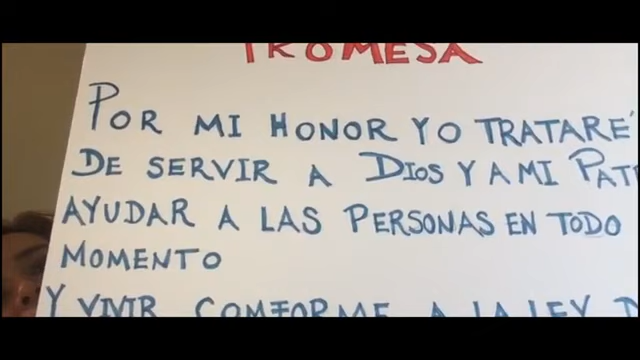 PROMESA
POR MI HONOR YO TRATARÉ
DE SERVIR A DIOS Y A MI
AYUDAR A LAS PERSONAS EN TODO
MOMENTO
Y VIVIR CONFORME A LA LEY